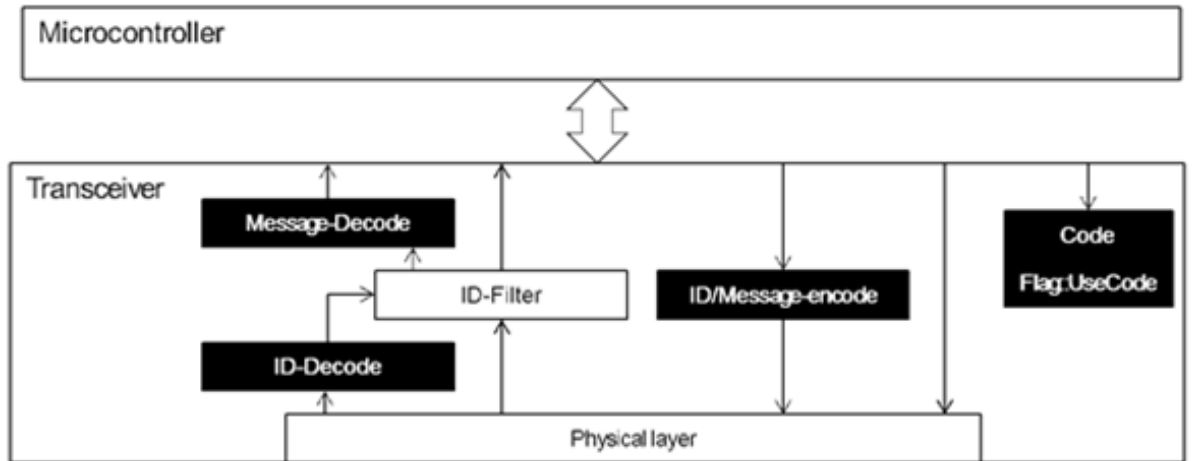 Microcontroller
Transceiver
Message-Decode
Code
Flag::UseCode
ID-Filter
ID/Message-encode
ID-Decode
Physical layer